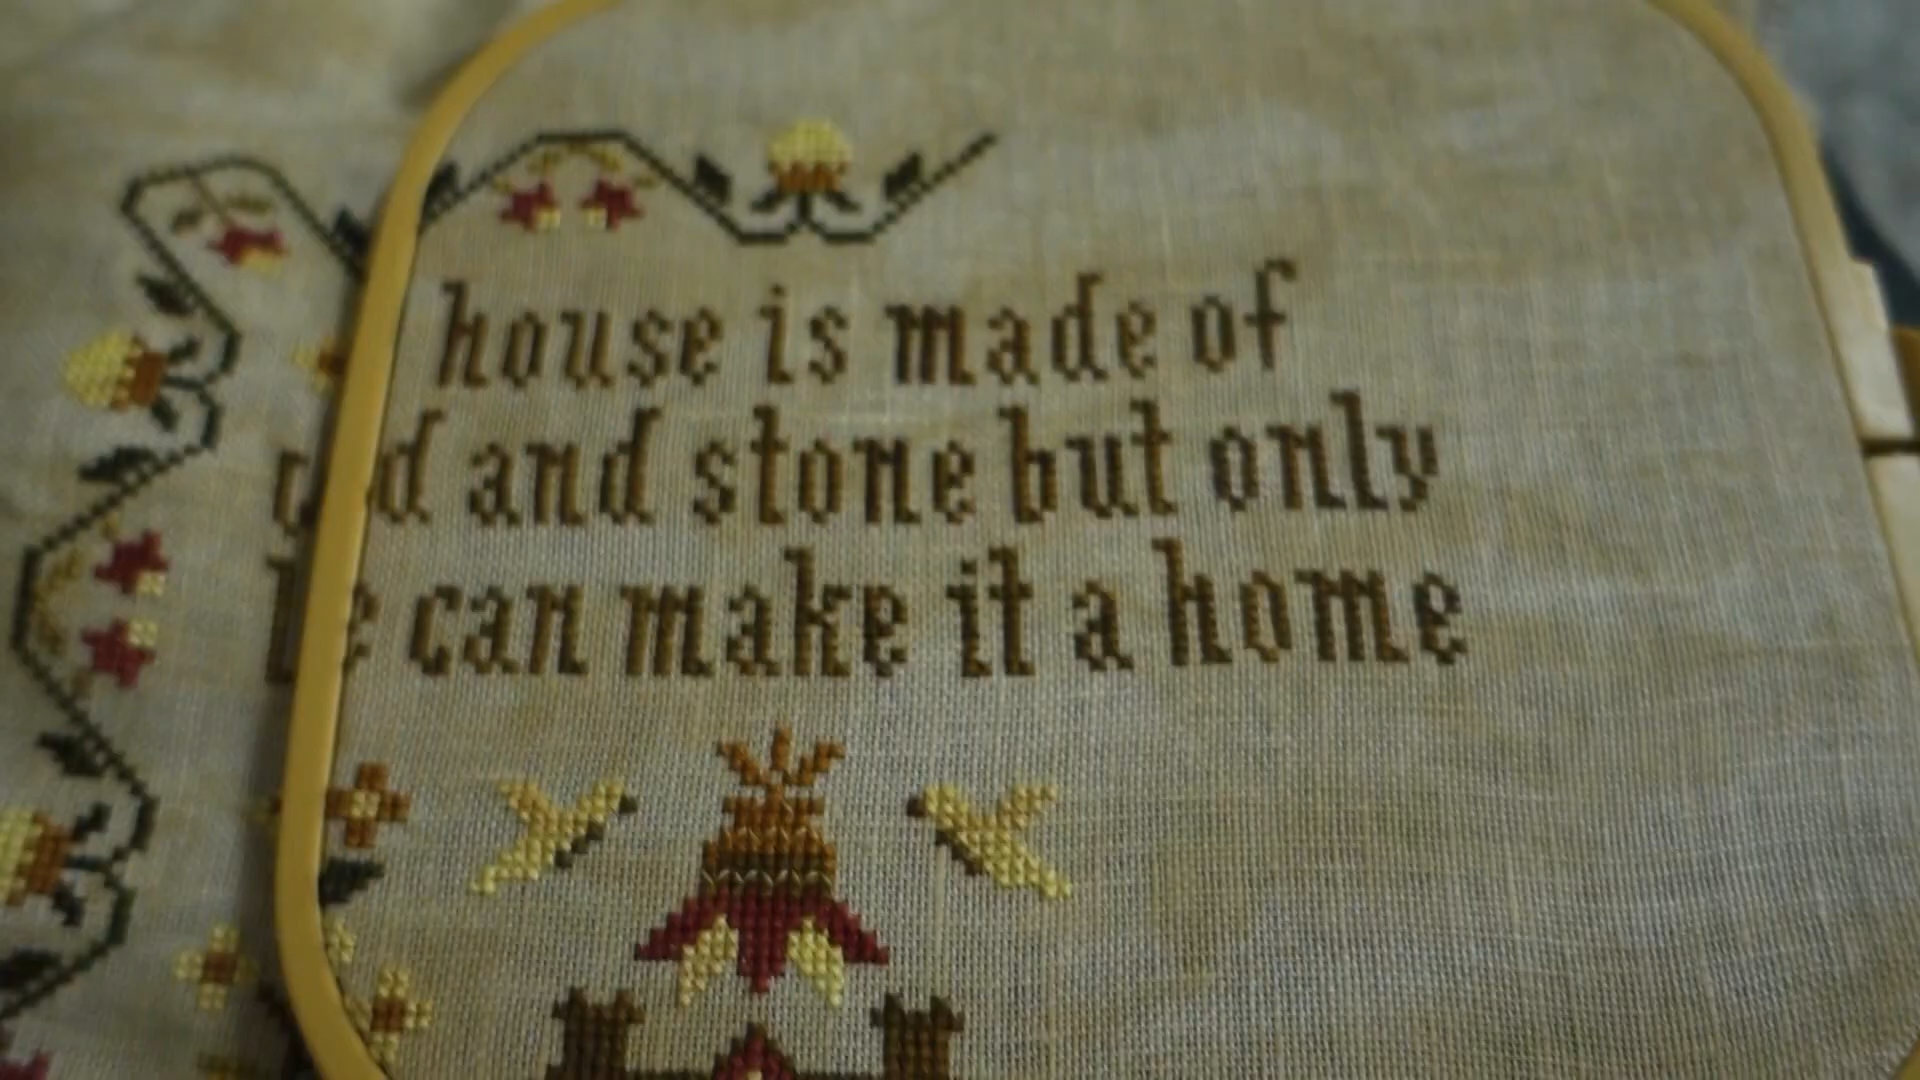 house is made of
and stone but only
can make it a home